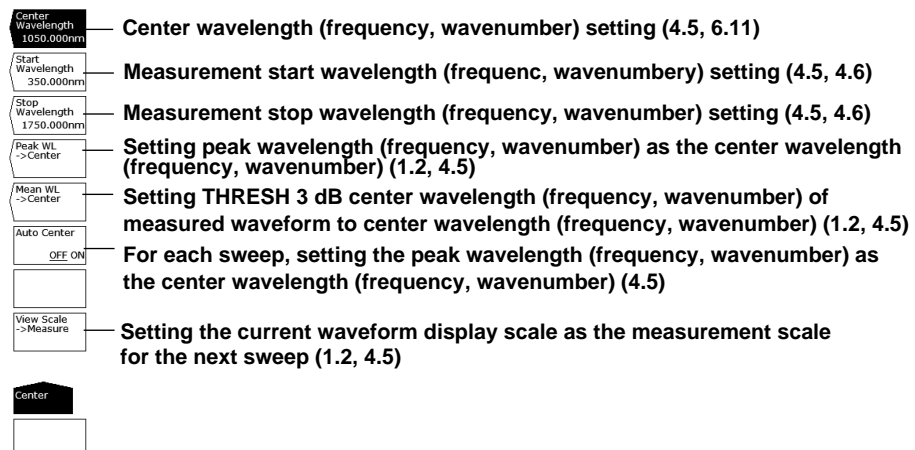 Center
Wavelength
1050.000nm
Center wavelength (frequency, wavenumber) setting (4.5, 6.11)
Start
Wavelength
350.000nm
Measurement start wavelength (frequenc, wavenumbery) setting (4.5, 4.6)
Stop
Wavelength
1750.000nm
Measurement stop wavelength (frequency, wavenumber) setting (4.5, 4.6)
Peak WL
->Center
Setting peak wavelength (frequency, wavenumber) as the center wavelength
(frequency, wavenumber) (1.2, 4.5)
Mean WL
->Center
Setting THRESH 3 dB center wavelength (frequency, wavenumber) of
measured waveform to center wavelength (frequency, wavenumber) (1.2, 4.5)
Auto Center
OFF ON
For each sweep, setting the peak wavelength (frequency, wavenumber) as
the center wavelength (frequency, wavenumber) (4.5)
View Scale
->Measure
Setting the current waveform display scale as the measurement scale
for the next sweep (1.2, 4.5)
Center